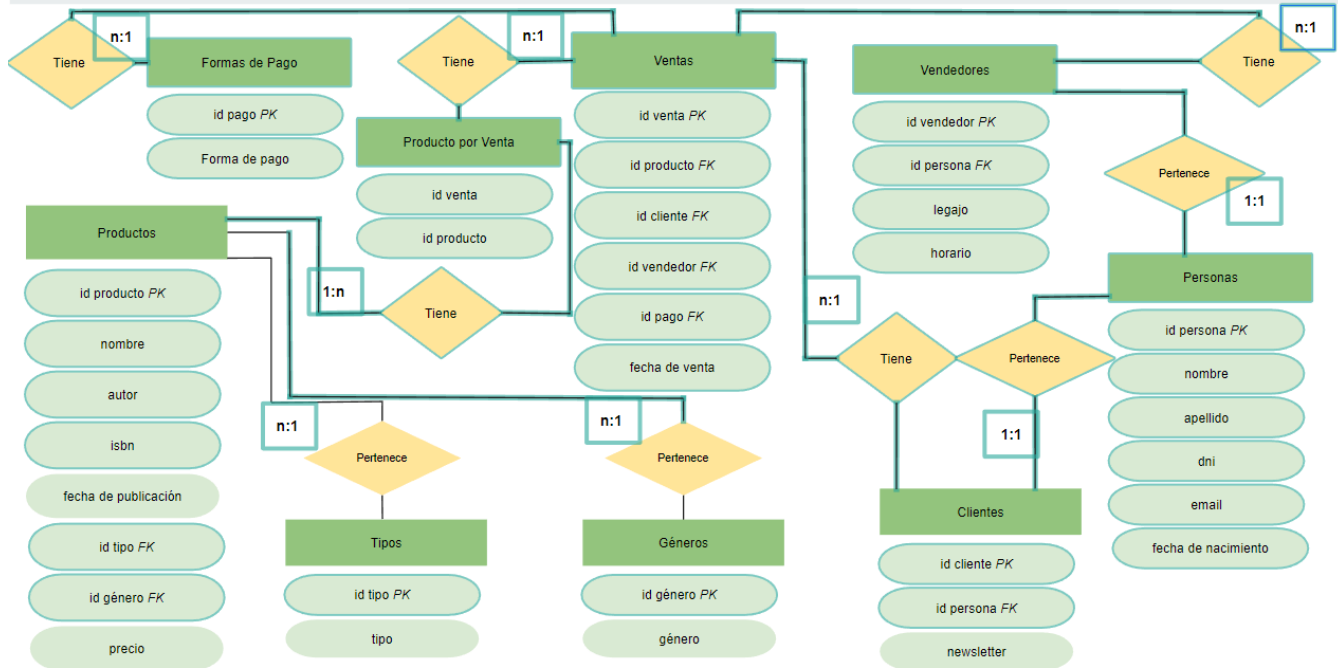 n:1
Tiene
Formas de Pago
id pago PK
Forma de pago
n:1
Tiene
Producto por Venta
id venta
id producto
Ventas
id venta PK
id producto FK
id cliente FK
id vendedor FK
id pago FK
fecha de venta
Vendedores
id vendedor PK
id persona FK
legajo
horario
n:1
Tiene
Pertenece
1:1
Personas
id persona PK
nombre
apellido
dni
email
fecha de nacimiento
Productos
id producto PK
nombre
autor
isbn
fecha de publicación
id tipo FK
id género FK
precio
1:n
Tiene
n:1
Tiene
Pertenece
1:1
n:1
Pertenece
n:1
Pertenece
Tipos
id tipo PK
tipo
Géneros
id género PK
género
Clientes
id cliente PK
id persona FK
newsletter